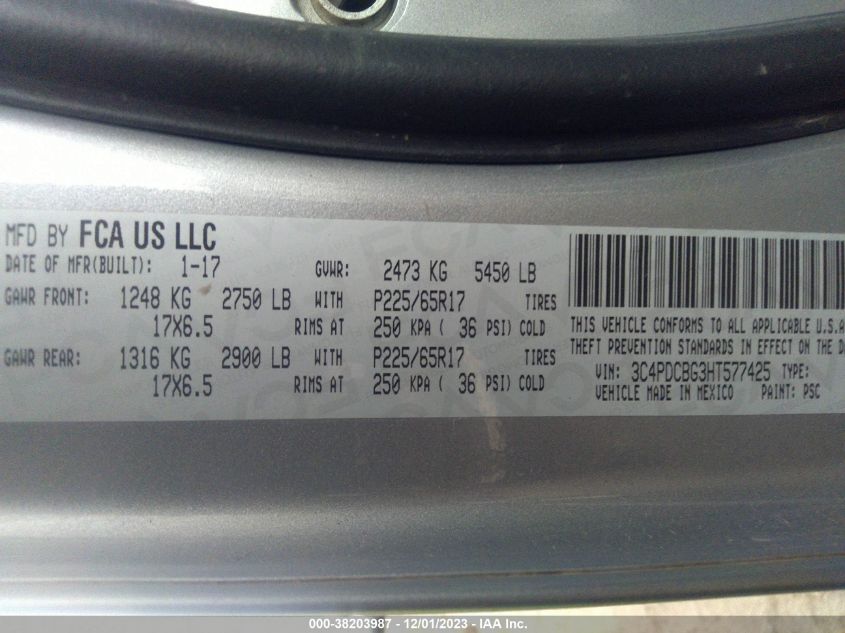 MFD BY FCA US LLC
DATE OF MFR(BUILT): 1-17 GVWR: 2473 KG 5450 LB
GAWR FRONT: 1248 KG 2750 LB WITH P225/65R17 TIRES
17X6.5 RIMS AT 250 KPA ( 36 PSI) COLD
GAWR REAR: 1316 KG 2900 LB WITH P225/65R17 TIRES
17X6.5 RIMS AT 250 KPA ( 36 PSI) COLD
THIS VEHICLE CONFORMS TO ALL APPLICABLE U.S.A
THEFT PREVENTION STANDARDS IN EFFECT ON THE
VIN: 3C4PDCBG3HT577425 TYPE:
VEHICLE MADE IN MEXICO PAINT: PSC
000-38203987 - 12/01/2023 - IAA Inc.